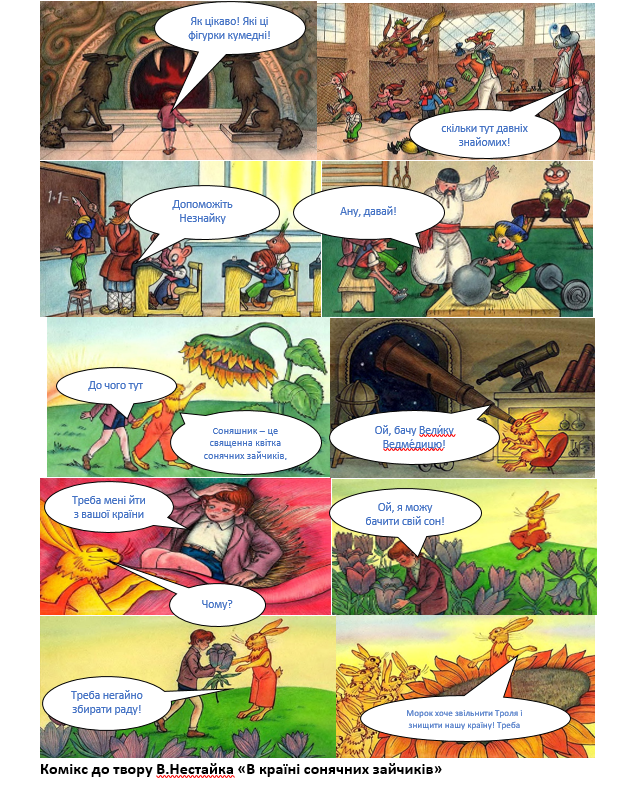 Як цікаво! Які ці
фігурки кумедні!
скільки тут давніх
знайомих!
1+1=
Допоможіть
Незнайку
Ану, давай!
До чого тут
Соняшник – це
священна квітка
сонячних зайчиків,
Ой, бачу Велику
Ведмедицю!
Треба мені йти
з вашої країни
Чому?
Ой, я можу
бачити свій сон!
Треба негайно
збирати раду!
Морок хоче звільнити Троля і
знищити нашу країну! Треба
Комікс до твору В.Нестайка «В країні сонячних зайчиків»